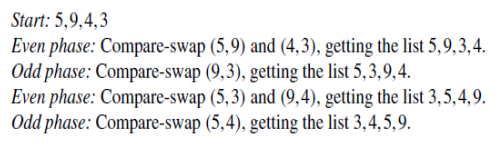 Start: 5,9,4,3
Even phase: Compare-swap (5,9) and (4,3), getting the list 5,9,3,4.
Odd phase: Compare-swap (9,3), getting the list 5,3,9,4.
Even phase: Compare-swap (5,3) and (9,4), getting the list 3,5,4,9.
Odd phase: Compare-swap (5,4), getting the list 3,4,5,9.